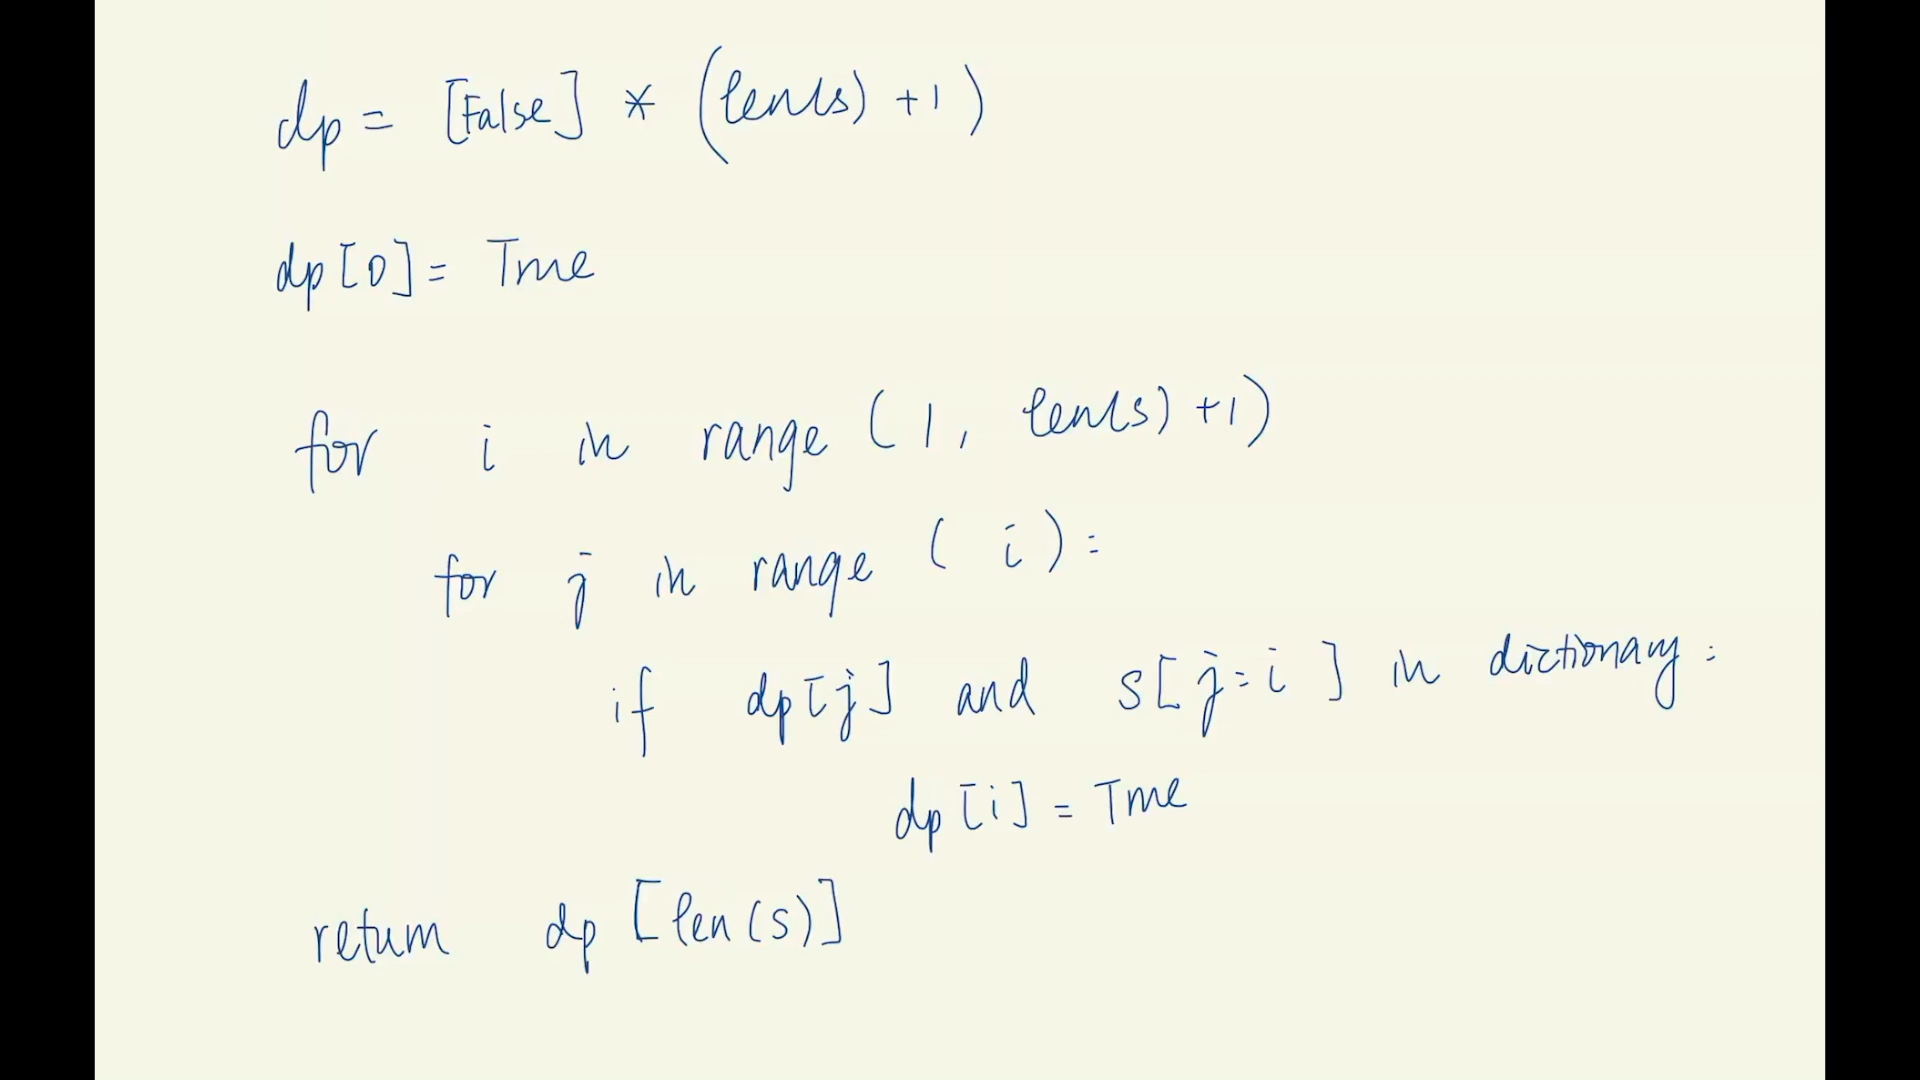 dp = [False] * (len(s) + 1)
dp[0] = True
for i in range (1, len(s) +1)
for j in range (i):
if dp[j] and s[j:i] in dictionary:
dp[i] = True
return dp [len(s)]